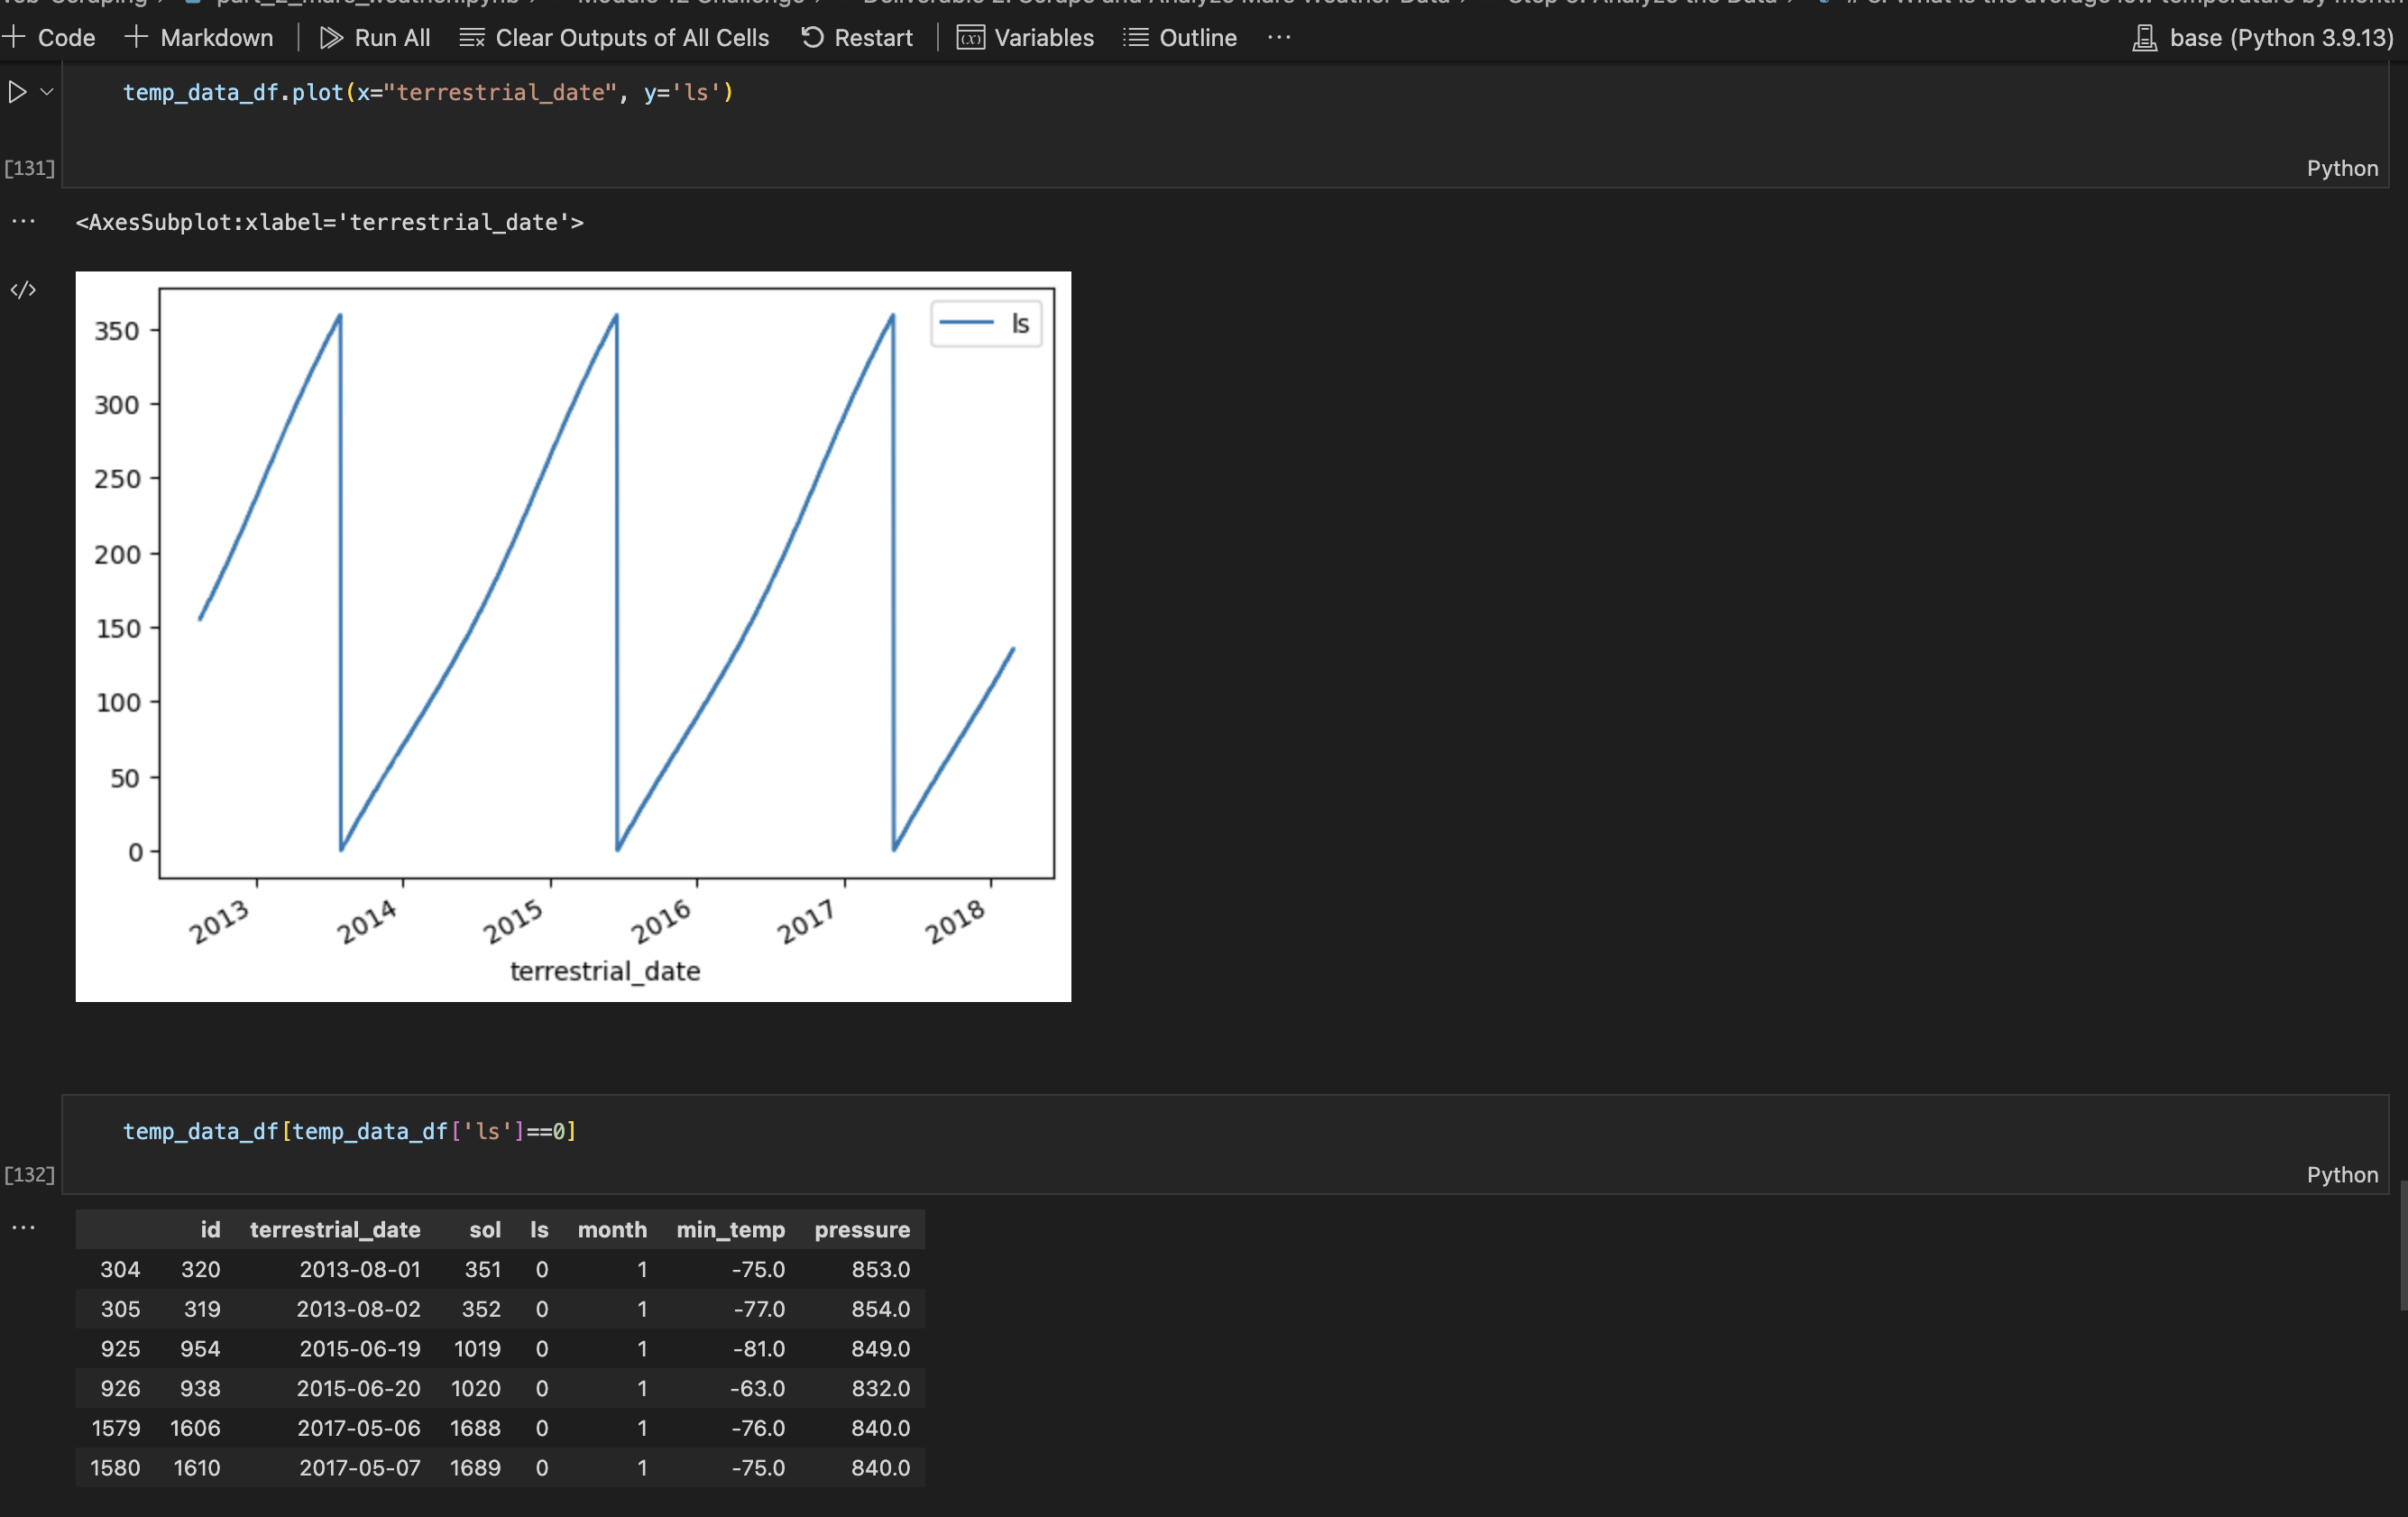 + Code + Markdown | Run All Clear Outputs of All Cells Restart | Variables Outline ··· base (Python 3.9.13)
temp_data_df.plot(x="terrestrial_date", y='ls')
[131] Python
<AxesSubplot:xlabel='terrestrial_date'>
ls
350
300
250
200
150
100
50
0
2013 2014 2015 2016 2017 2018
terrestrial_date
temp_data_df[temp_data_df['ls']==0]
[132] Python
id terrestrial_date sol ls month min_temp pressure
304 320 2013-08-01 351 0 1 -75.0 853.0
305 319 2013-08-02 352 0 1 -77.0 854.0
925 954 2015-06-19 1019 0 1 -81.0 849.0
926 938 2015-06-20 1020 0 1 -63.0 832.0
1579 1606 2017-05-06 1688 0 1 -76.0 840.0
1580 1610 2017-05-07 1689 0 1 -75.0 840.0